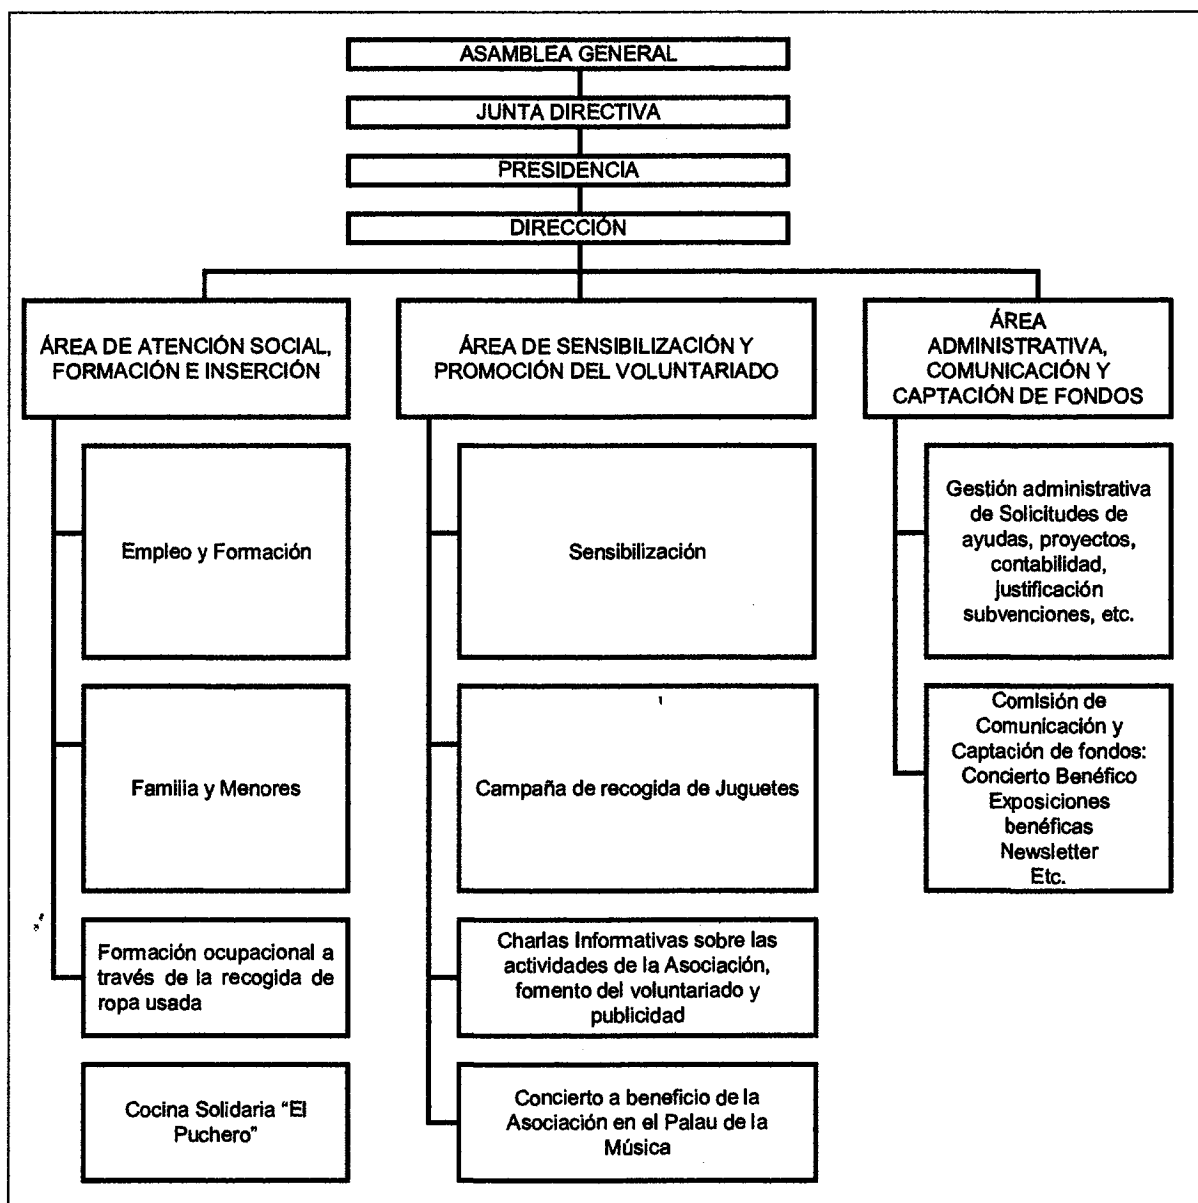 ASAMBLEA GENERAL
JUNTA DIRECTIVA
PRESIDENCIA
DIRECCIÓN
ÁREA DE ATENCIÓN SOCIAL,
FORMACIÓN E INSERCIÓN
Empleo y Formación
Familia y Menores
Formación ocupacional a
través de la recogida de
ropa usada
Cocina Solidaria "El
Puchero"
ÁREA DE SENSIBILIZACIÓN Y
PROMOCIÓN DEL VOLUNTARIADO
Sensibilización
Campaña de recogida de Juguetes
Charlas Informativas sobre las
actividades de la Asociación,
fomento del voluntariado y
publicidad
Concierto a beneficio de la
Asociación en el Palau de la
Música
ÁREA
ADMINISTRATIVA,
COMUNICACIÓN Y
CAPTACIÓN DE FONDOS
Gestión administrativa
de Solicitudes de
ayudas, proyectos,
contabilidad,
justificación
subvenciones, etc.
Comisión de
Comunicación y
Captación de fondos:
Concierto Benéfico
Exposiciones
benéficas
Newsletter
Etc.